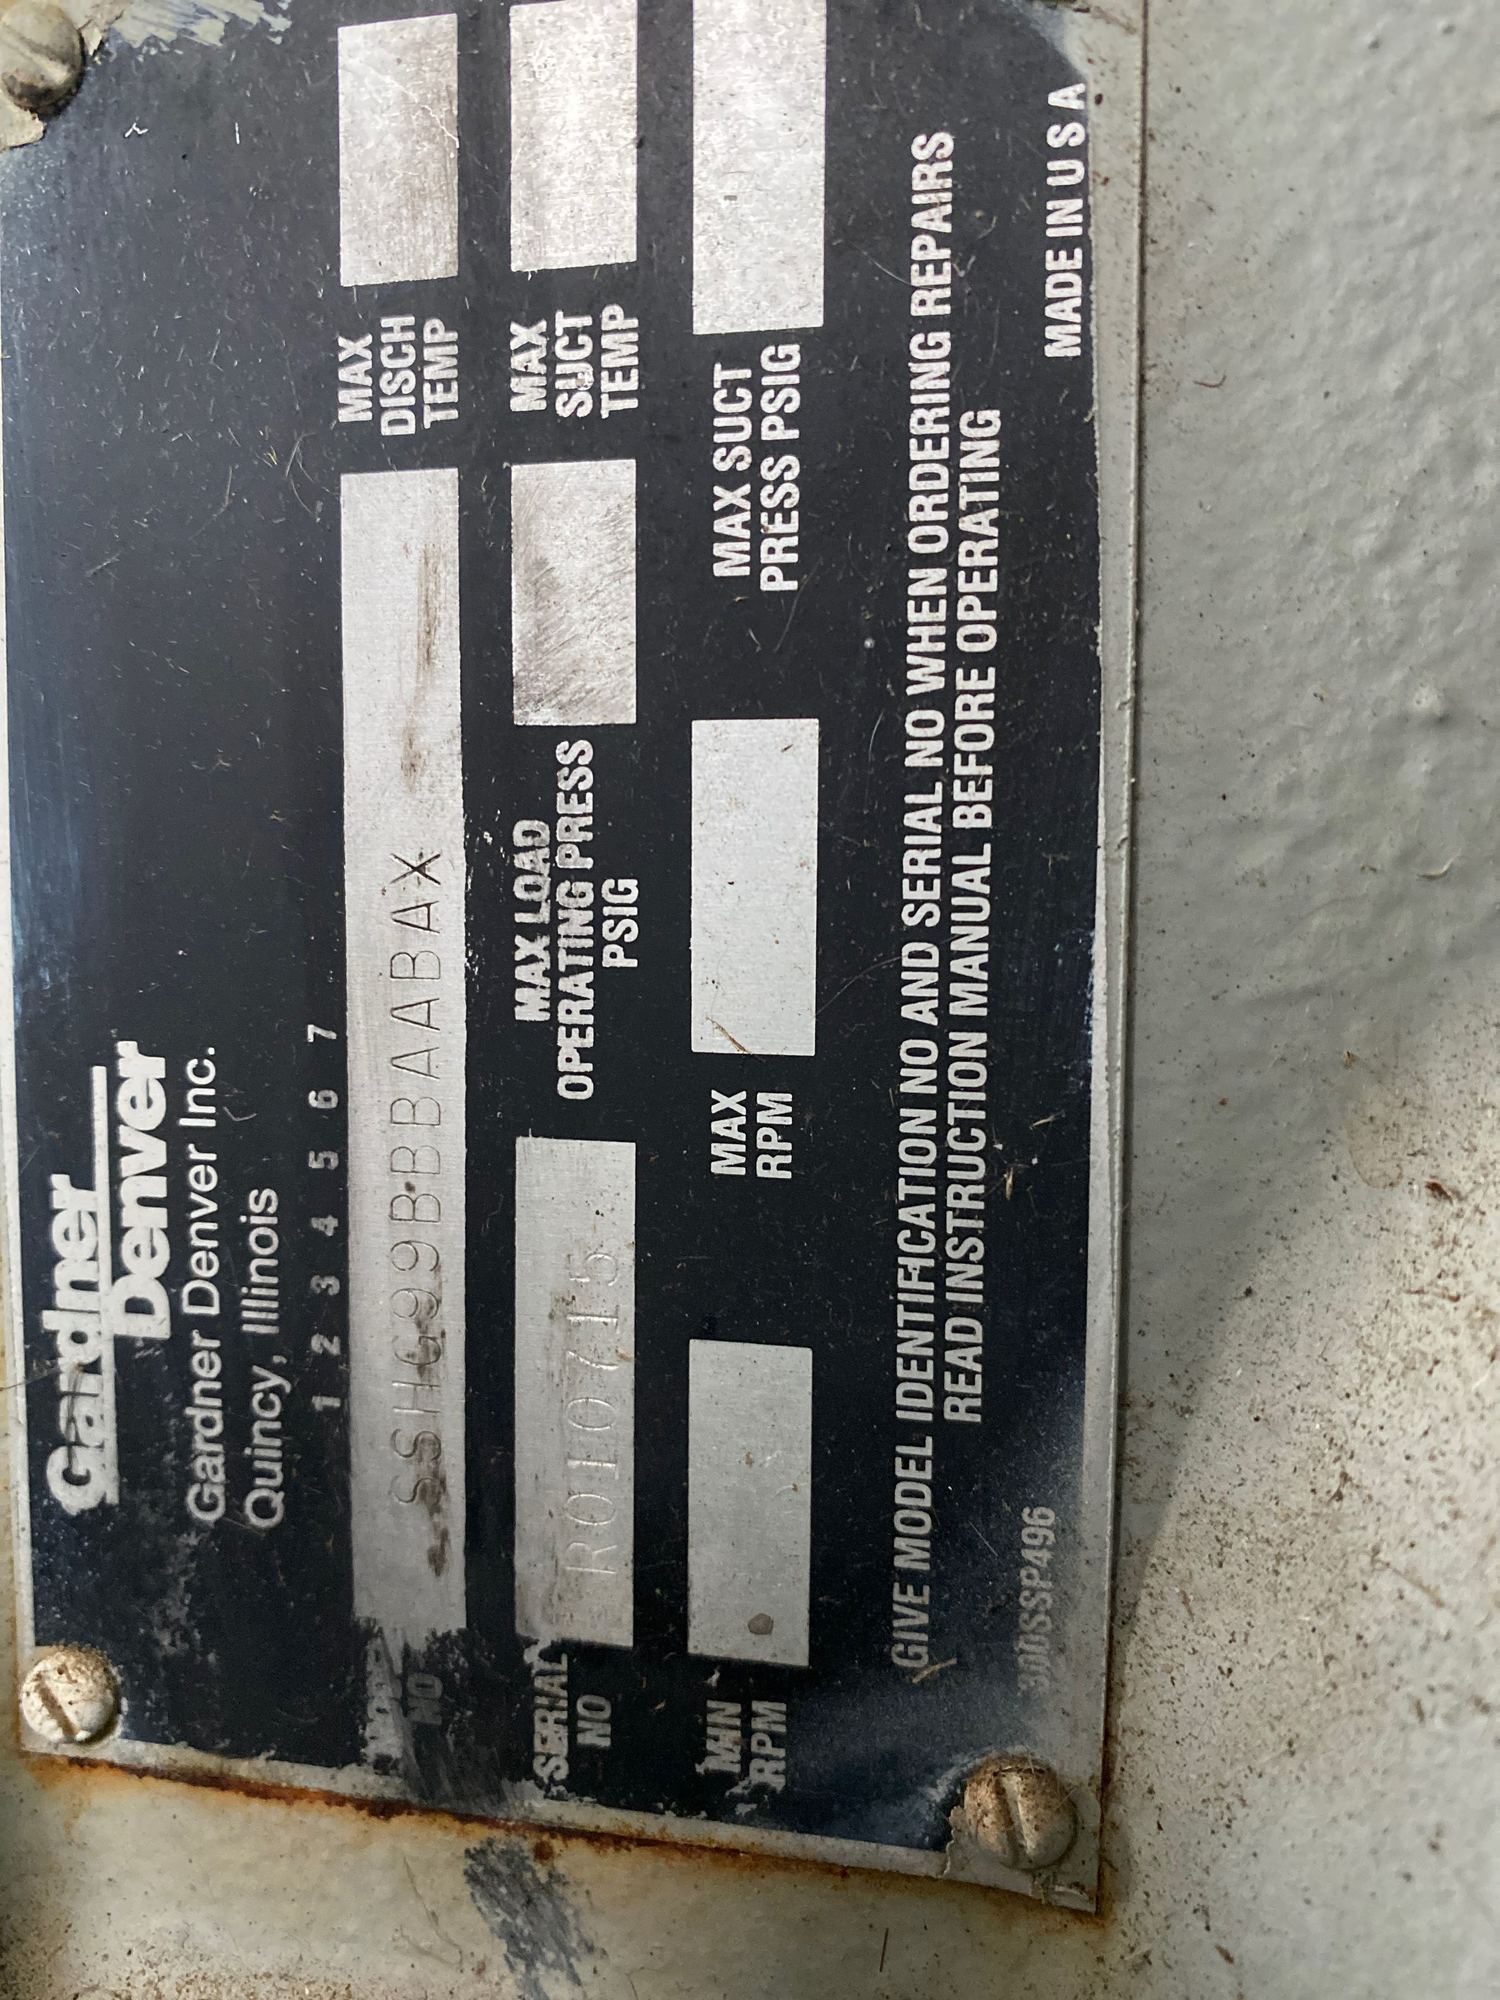 Gardner
Denver
Gardner Denver Inc.
Quincy, Illinois
1 2 3 4 5 6 7
MODEL
NO
SSHG99BBBAABAX
MAX
DISCH
TEMP
SERIAL
NO
R010715
MAX LOAD
OPERATING PRESS
PSIG
MAX
SUCT
TEMP
MIN
RPM
MAX
RPM
MAX SUCT
PRESS PSIG
GIVE MODEL IDENTIFICATION NO AND SERIAL NO WHEN ORDERING REPAIRS
READ INSTRUCTION MANUAL BEFORE OPERATING
300SSP496
MADE IN U S A